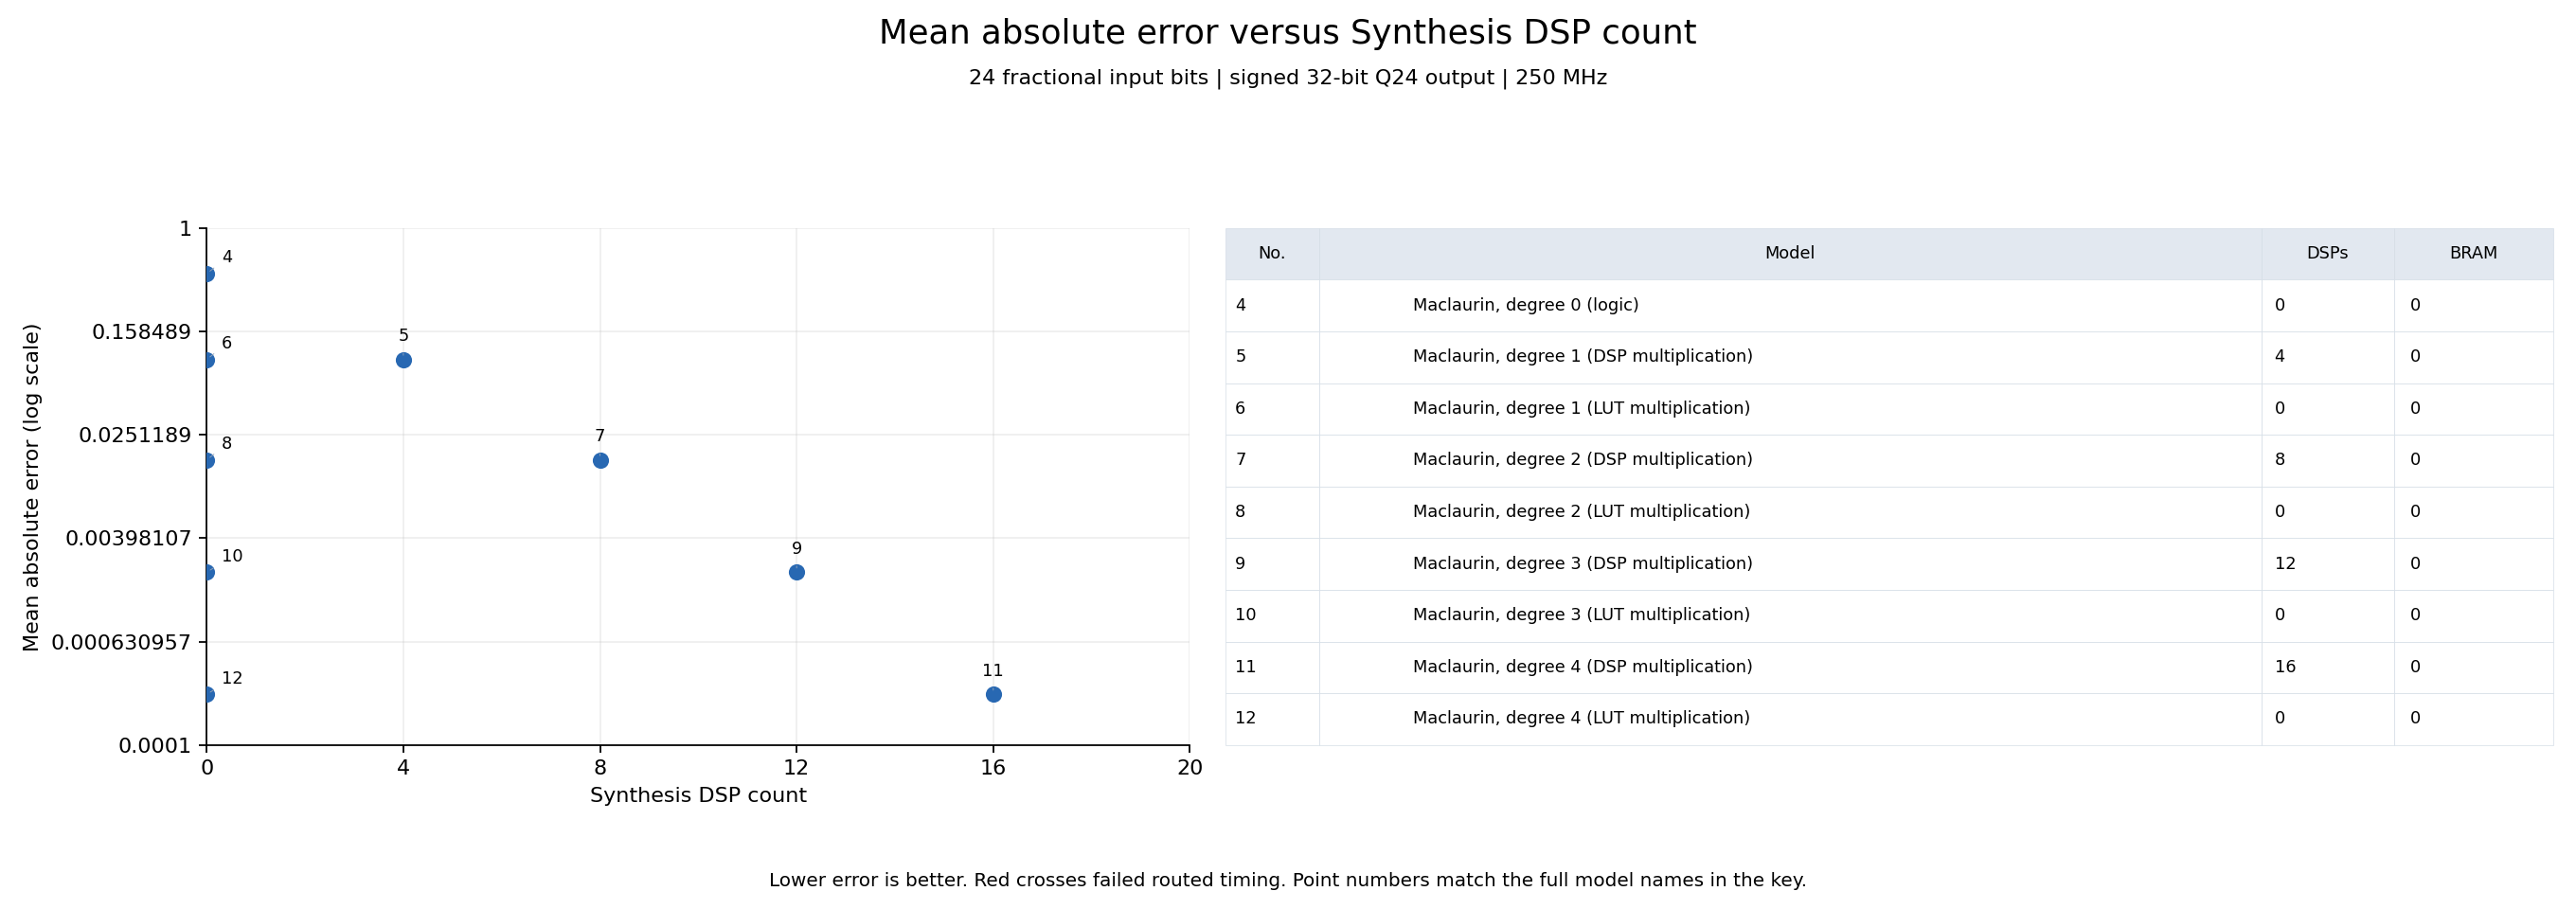 Mean absolute error versus Synthesis DSP count
24 fractional input bits | signed 32-bit Q24 output | 250 MHz
Mean absolute error (log scale)
1
0.158489
0.0251189
0.00398107
0.000630957
0.0001
4
6
5
8
7
10
9
12
11
0 4 8 12 16 20
Synthesis DSP count
No. Model DSPs BRAM
4 Maclaurin, degree 0 (logic) 0 0
5 Maclaurin, degree 1 (DSP multiplication) 4 0
6 Maclaurin, degree 1 (LUT multiplication) 0 0
7 Maclaurin, degree 2 (DSP multiplication) 8 0
8 Maclaurin, degree 2 (LUT multiplication) 0 0
9 Maclaurin, degree 3 (DSP multiplication) 12 0
10 Maclaurin, degree 3 (LUT multiplication) 0 0
11 Maclaurin, degree 4 (DSP multiplication) 16 0
12 Maclaurin, degree 4 (LUT multiplication) 0 0
Lower error is better. Red crosses failed routed timing. Point numbers match the full model names in the key.